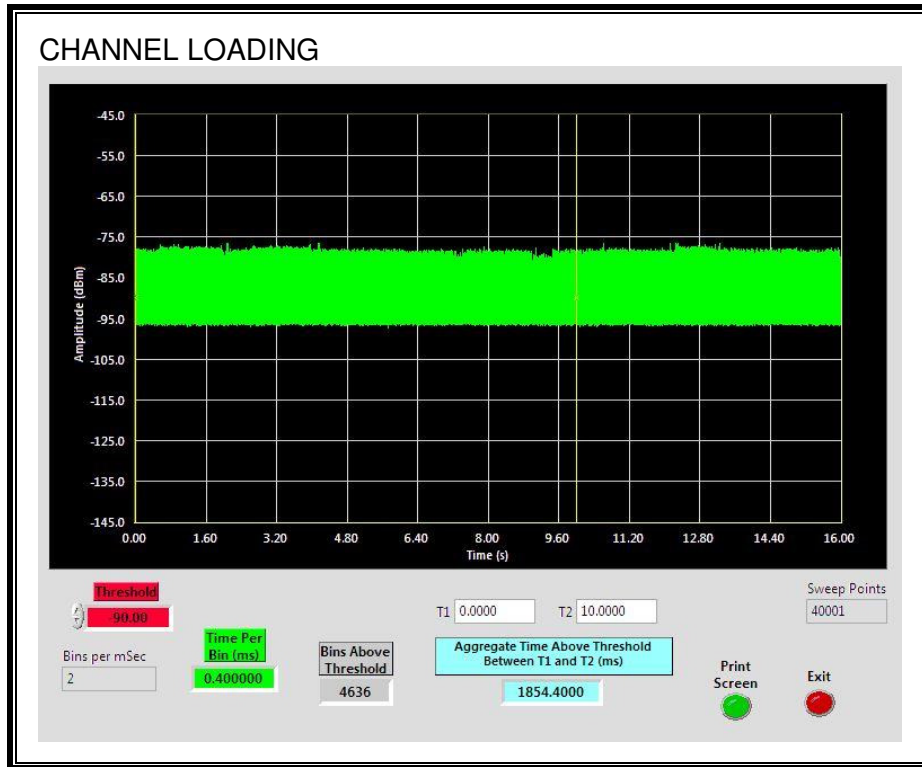 CHANNEL LOADING
-45.0
-55.0
-65.0
-75.0
-85.0
-95.0
-105.0
-115.0
-125.0
-135.0
-145.0
Amplitude (dBm)
0.00 1.60 3.20 4.80 6.40 8.00 9.60 11.20 12.80 14.40 16.00
Time (s)
Threshold
-90.00
Bins per mSec
2
Time Per
Bin (ms)
0.400000
Bins Above
Threshold
4636
T1 0.0000 T2 10.0000
Aggregate Time Above Threshold
Between T1 and T2 (ms)
1854.4000
Sweep Points
40001
Print
Screen
Exit